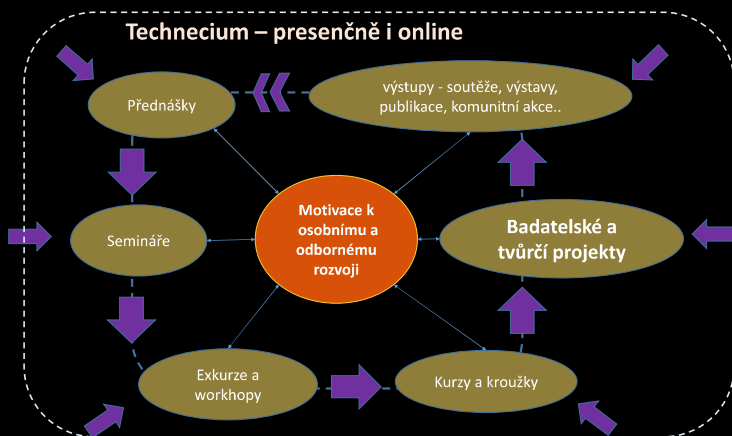 Technecium – presenčně i online
Přednášky
výstupy - soutěže, výstavy,
publikace, komunitní akce..
Semináře
Motivace k
osobnímu a
odbornému
rozvoji
Badatelské a
tvůrčí projekty
Exkurze a
workhopy
Kurzy a kroužky